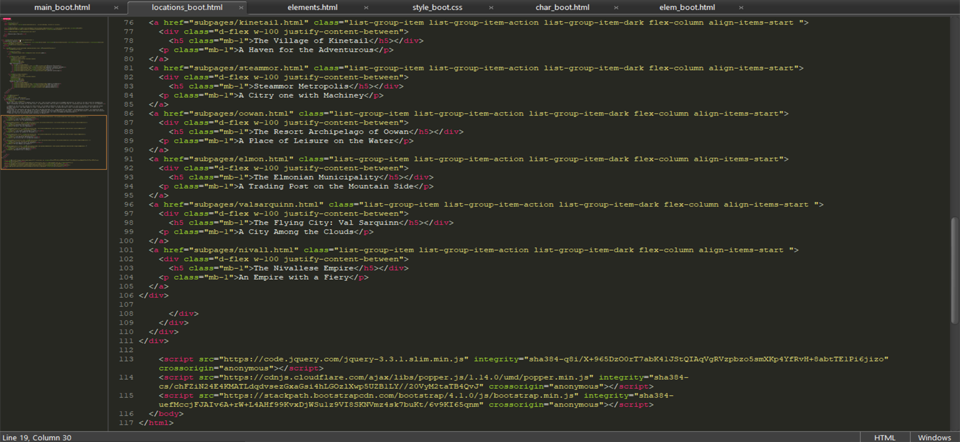 main_boot.html × locations_boot.html × elements.html × style_boot.css × char_boot.html × elem_boot.html ×
76 <a href="subpages/kinetail.html" class="list-group-item list-group-item-action list-group-item-dark flex-column align-items-start ">
77 <div class="d-flex w-100 justify-content-between">
78 <h5 class="mb-1">The Village of Kinetail</h5></div>
79 <p class="mb-1">A Haven for the Adventurous</p>
80 </a>
81 <a href="subpages/steammor.html" class="list-group-item list-group-item-action list-group-item-dark flex-column align-items-start">
82 <div class="d-flex w-100 justify-content-between">
83 <h5 class="mb-1">Steammor Metropolis</h5></div>
84 <p class="mb-1">A Citry one with Machiney</p>
85 </a>
86 <a href="subpages/oowan.html" class="list-group-item list-group-item-action list-group-item-dark flex-column align-items-start">
87 <div class="d-flex w-100 justify-content-between">
88 <h5 class="mb-1">The Resort Archipelago of Oowan</h5></div>
89 <p class="mb-1">A Place of Leisure on the Water</p>
90 </a>
91 <a href="subpages/elmon.html" class="list-group-item list-group-item-action list-group-item-dark flex-column align-items-start">
92 <div class="d-flex w-100 justify-content-between">
93 <h5 class="mb-1">The Elmonian Municipality</h5></div>
94 <p class="mb-1">A Trading Post on the Mountain Side</p>
95 </a>
96 <a href="subpages/valsarquinn.html" class="list-group-item list-group-item-action list-group-item-dark flex-column align-items-start ">
97 <div class="d-flex w-100 justify-content-between">
98 <h5 class="mb-1">The Flying City: Val Sarquinn</h5></div>
99 <p class="mb-1">A City Among the Clouds</p>
100 </a>
101 <a href="subpages/nivall.html" class="list-group-item list-group-item-action list-group-item-dark flex-column align-items-start ">
102 <div class="d-flex w-100 justify-content-between">
103 <h5 class="mb-1">The Nivallese Empire</h5></div>
104 <p class="mb-1">An Empire with a Fiery</p>
105 </a>
106 </div>
107
108 </div>
109 </div>
110 </div>
111 </div>
112
113 <script src="https://code.jquery.com/jquery-3.3.1.slim.min.js" integrity="sha384-q8i/X+965DzO0rT7abK41JStQIAqVgRVzpbzo5smXKp4YfRvH+8abtTE1Pi6jizo"
crossorigin="anonymous"></script>
114 <script src="https://cdnjs.cloudflare.com/ajax/libs/popper.js/1.14.0/umd/popper.min.js" integrity="sha384-
cs/chFZiN24E4KMATLdqdvsezGxaGsi4hLGOzlXwp5UZB1LY//20VyM2taTB4QvJ" crossorigin="anonymous"></script>
115 <script src="https://stackpath.bootstrapcdn.com/bootstrap/4.1.0/js/bootstrap.min.js" integrity="sha384-
uefMccjFJAIv6A+rW+L4AHf99KvxDjWSu1z9VI8SKNVmz4sk7buKt/6v9KI65qnm" crossorigin="anonymous"></script>
116 </body>
117 </html>
Line 19, Column 30 HTML Windows